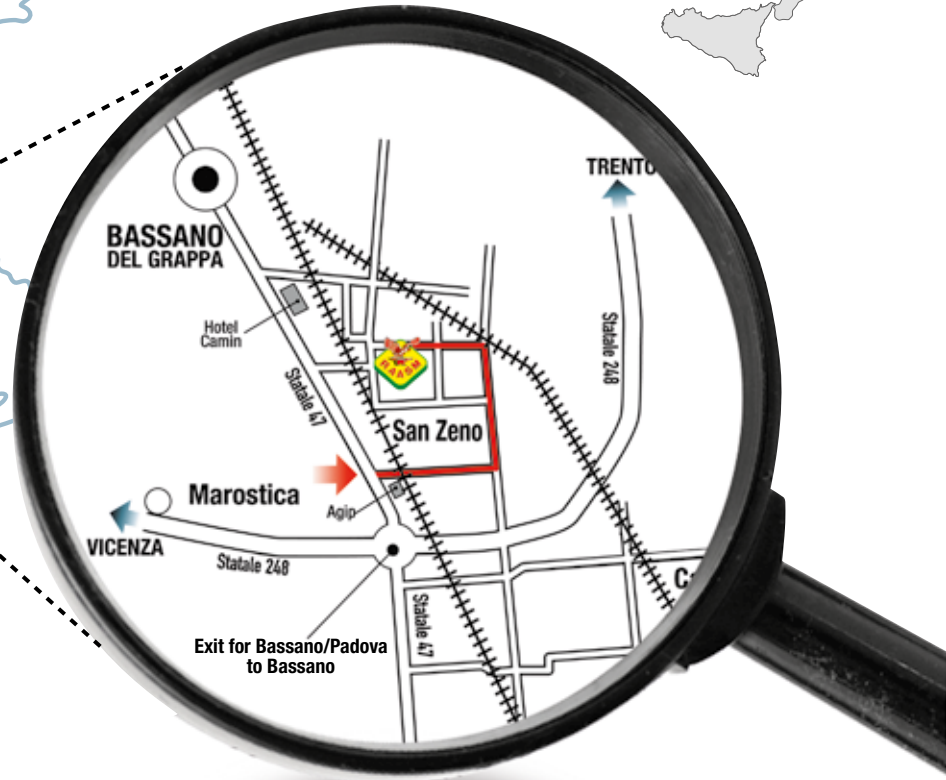 TRENTO
BASSANO
DEL GRAPPA
Hotel
Camin
Statale 248
RAASM
Statale 47
San Zeno
Marostica
Agip
VICENZA
Statale 248
Statale 47
Exit for Bassano/Padova
to Bassano